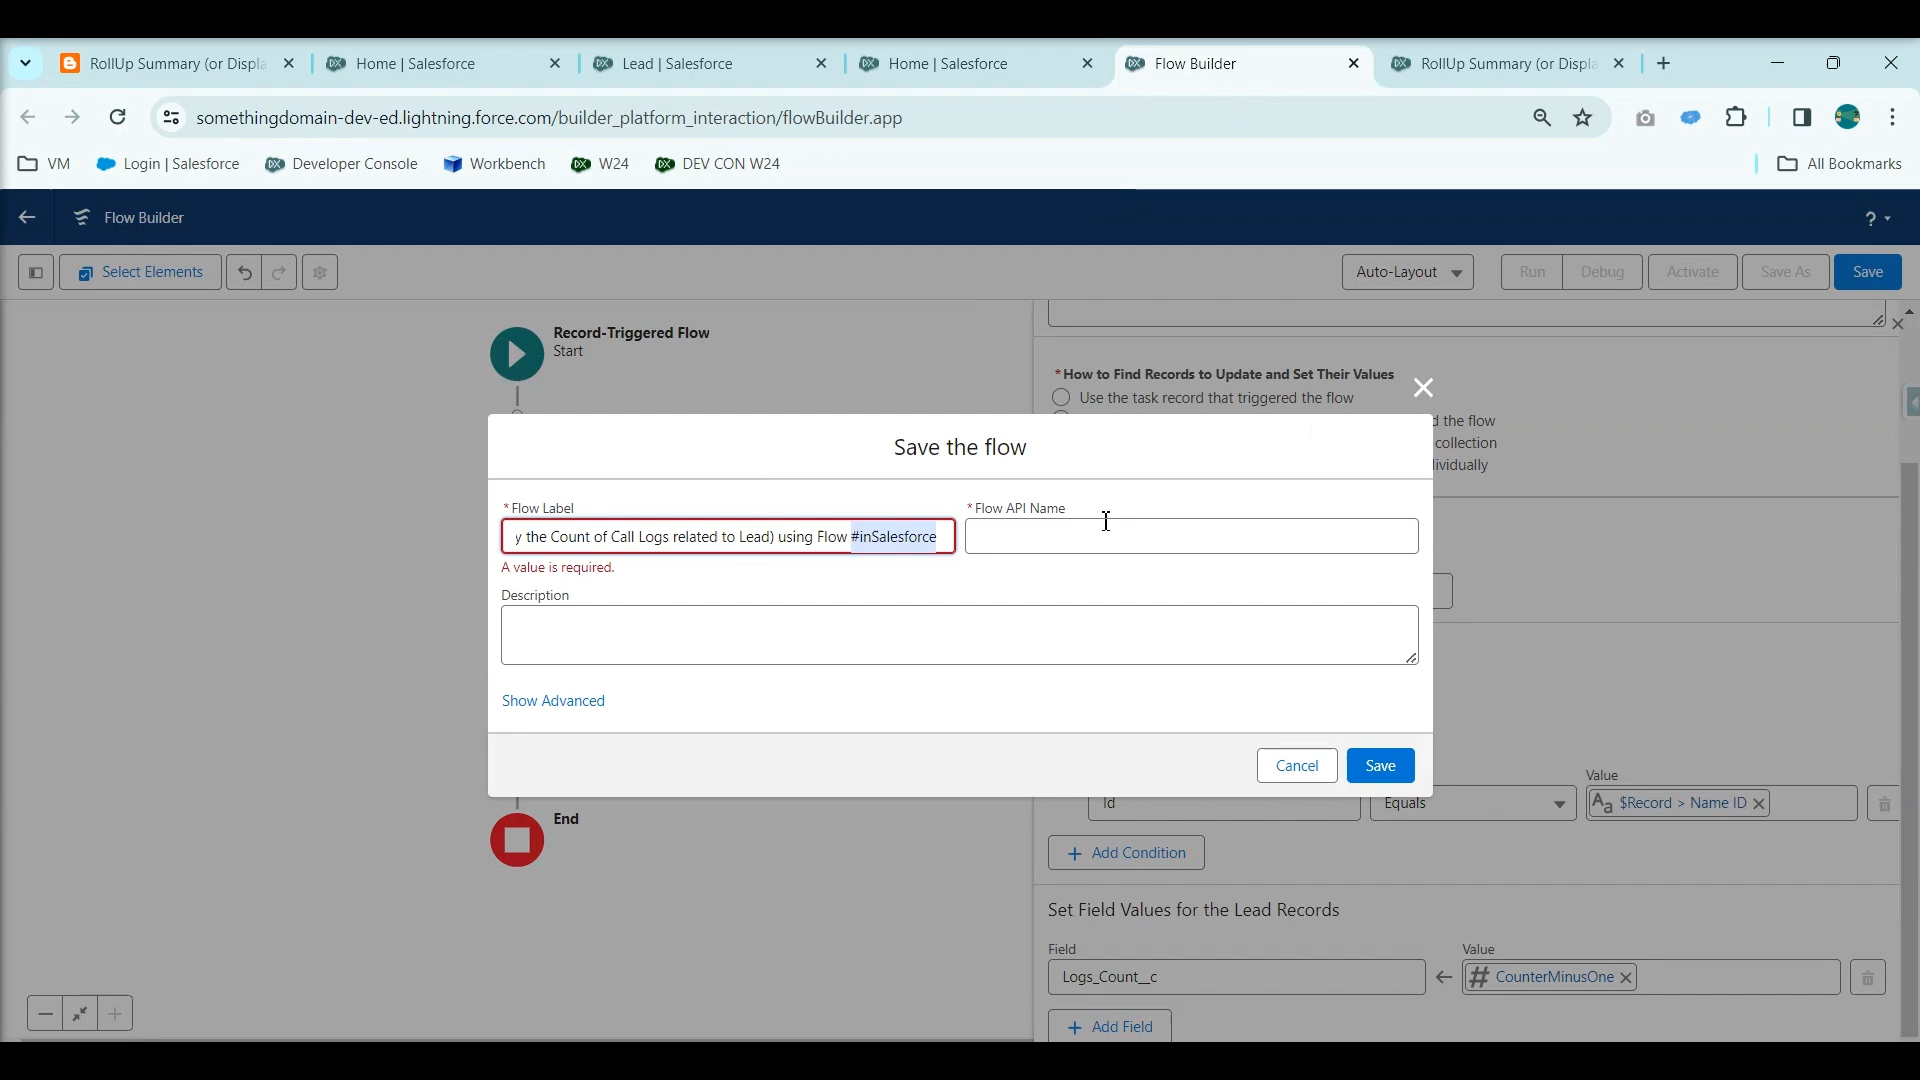 RollUp Summary (or Displa
Home | Salesforce
Lead | Salesforce
Home | Salesforce
Flow Builder
RollUp Summary (or Displa
somethingdomain-dev-ed.lightning.force.com/builder_platform_interaction/flowBuilder.app
VM
Login | Salesforce
Developer Console
Workbench
W24
DEV CON W24
All Bookmarks
Flow Builder
?
Select Elements
Auto-Layout
Run
Debug
Activate
Save As
Save
Record-Triggered Flow
Start
*How to Find Records to Update and Set Their Values
Use the task record that triggered the flow
d the flow
collection
lividually
Save the flow
*Flow Label
*Flow API Name
y the Count of Call Logs related to Lead) using Flow #inSalesforce
A value is required.
Description
Show Advanced
Cancel
Save
Value
Id
Equals
Aa $Record > Name ID
End
+ Add Condition
Set Field Values for the Lead Records
Field
Value
Logs_Count__c
# CounterMinusOne
+ Add Field